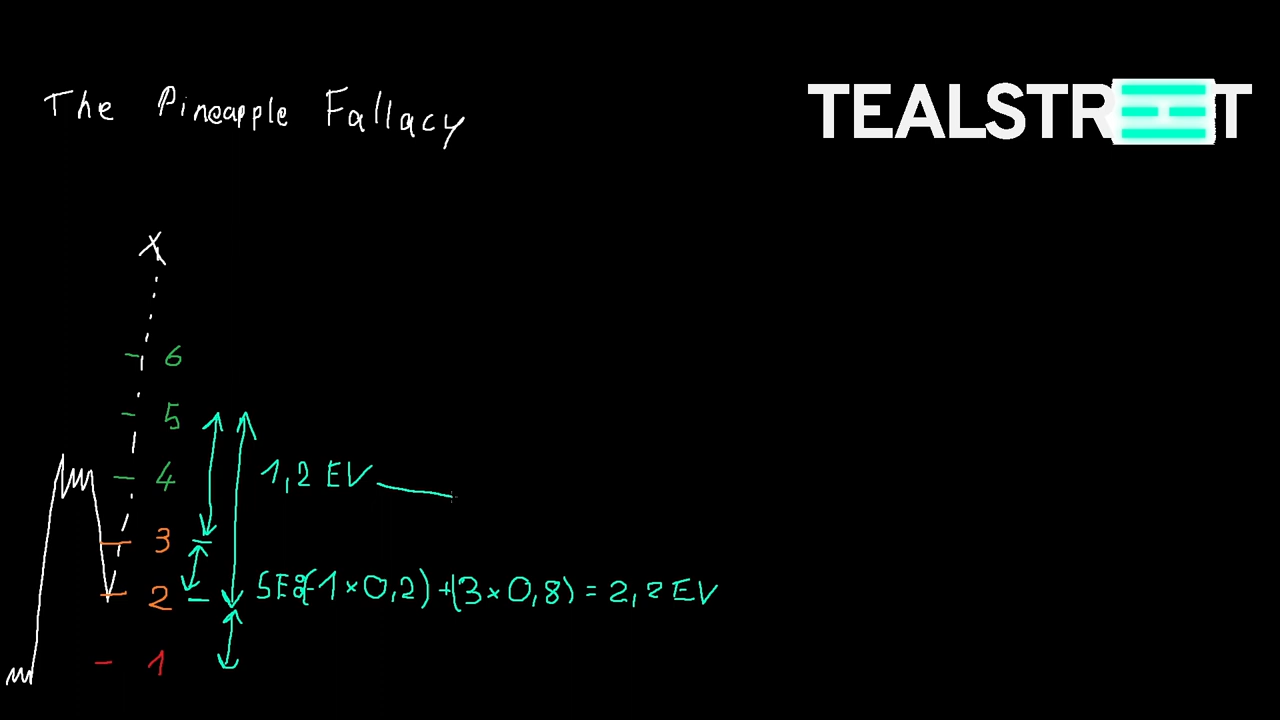 The Pineapple Fallacy
TEALSTREET
X
6
5
4
1,2 EV
3
2
(-1×0,2) + (3×0,8) = 2,2 EV
1